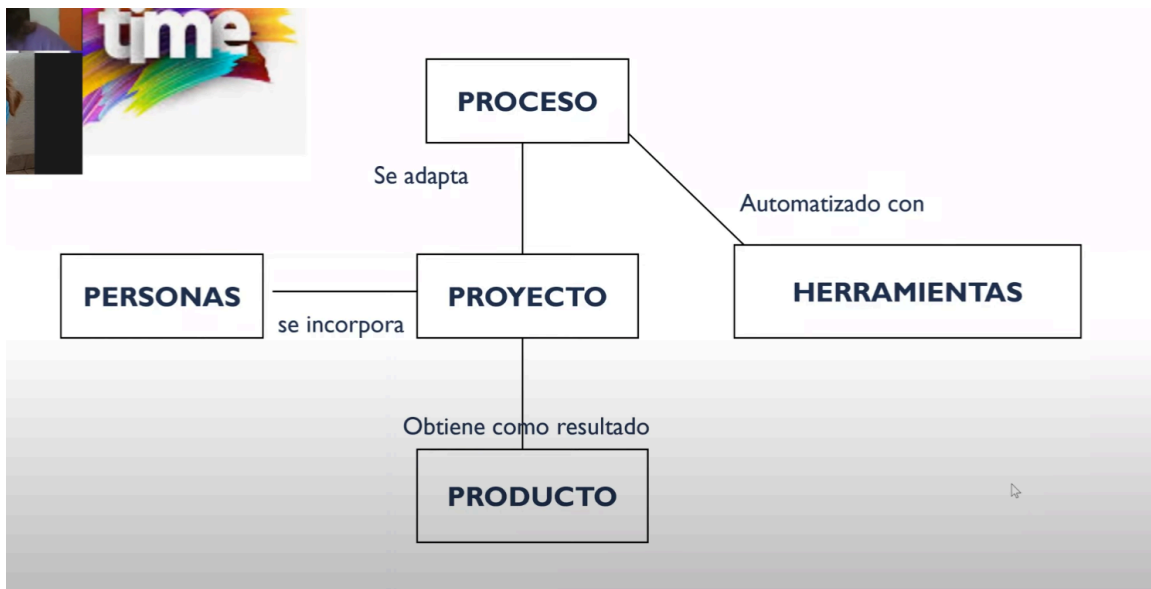 time
PROCESO
Se adapta
Automatizado con
PERSONAS
PROYECTO
HERRAMIENTAS
se incorpora
Obtiene como resultado
PRODUCTO